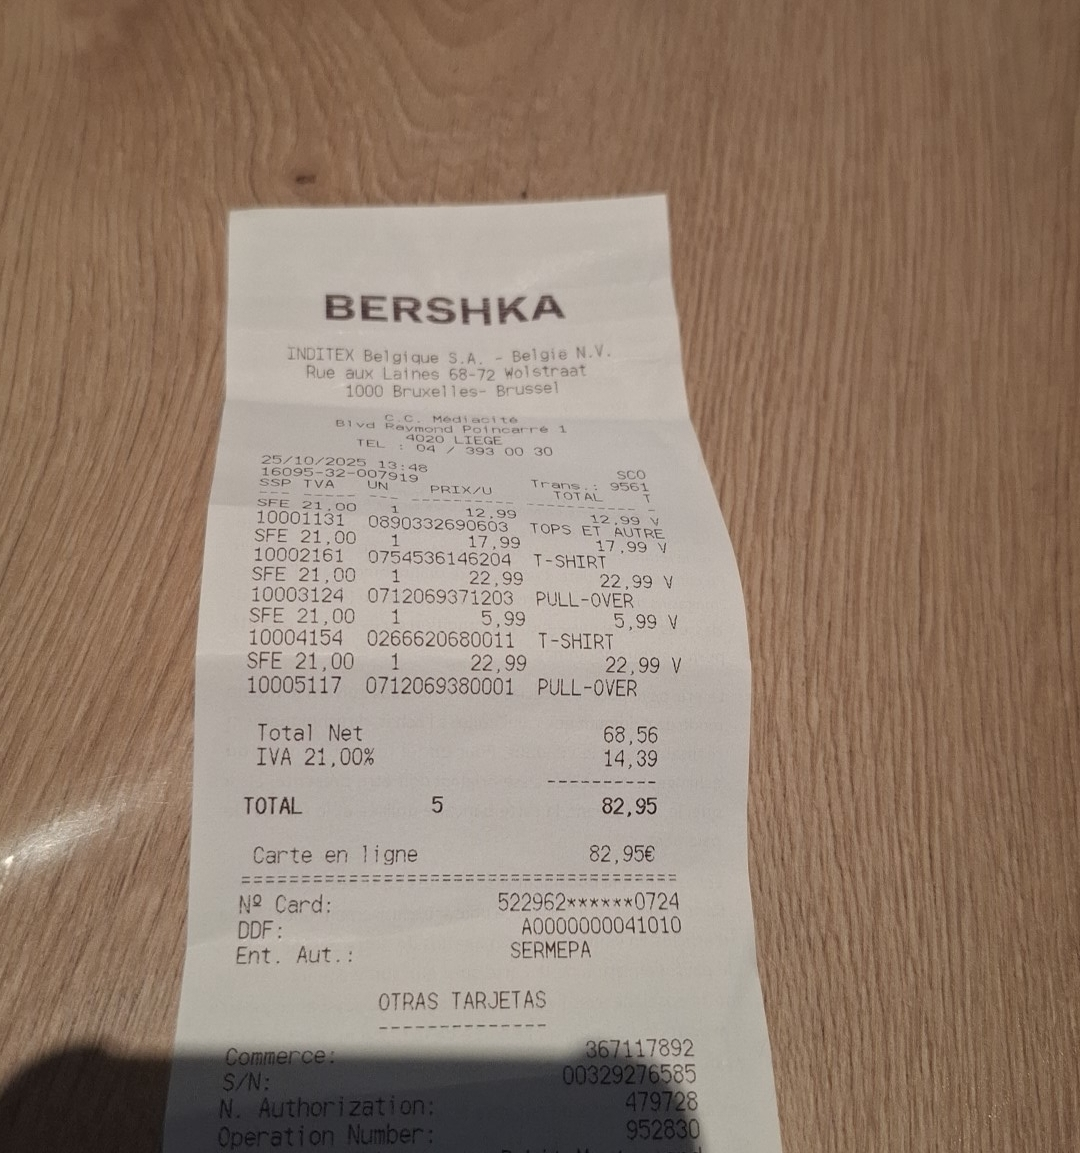 BERSHKA
INDITEX Belgique S.A. - Belgie N.V.
Rue aux Laines 68-72 Wolstraat
1000 Bruxelles- Brussel
C.C. Médiacité
Blvd Raymond Poincarré 1
4020 LIEGE
TEL : 04 / 393 00 30
25/10/2025 13:48 SCO
16095-32-007919 Trans.: 9561
SSP TVA UN PRIX/U TOTAL T
--- ----- --- ---------- ----------- -
SFE 21,00 1 12,99 12,99 V
10001131 0890332690603 TOPS ET AUTRE
SFE 21,00 1 17,99 17,99 V
10002161 0754536146204 T-SHIRT
SFE 21,00 1 22,99 22,99 V
10003124 0712069371203 PULL-OVER
SFE 21,00 1 5,99 5,99 V
10004154 0266620680011 T-SHIRT
SFE 21,00 1 22,99 22,99 V
10005117 0712069380001 PULL-OVER
Total Net 68,56
IVA 21,00% 14,39
----------
TOTAL 5 82,95
Carte en ligne 82,95€
====================================
Nº Card: 522962******0724
DDF: A0000000041010
Ent. Aut.: SERMEPA
OTRAS TARJETAS
--------------
Commerce: 367117892
S/N: 00329276585
N. Authorization: 479728
Operation Number: 952830